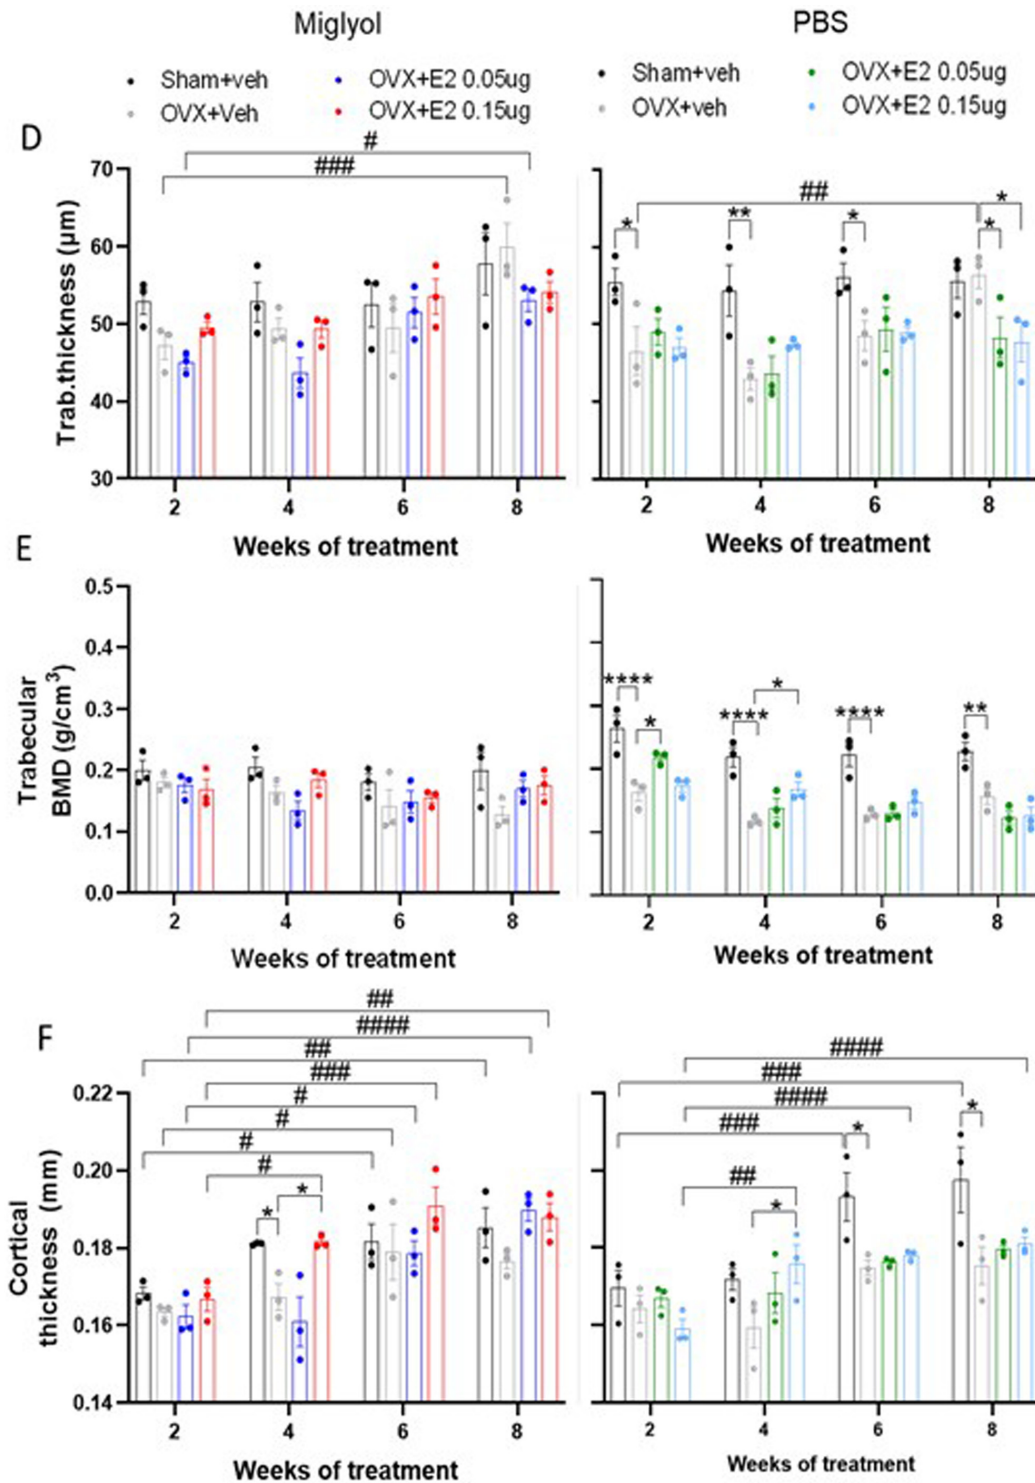 Miglyol
PBS
Sham+veh
OVX+E2 0.05ug
OVX+Veh
OVX+E2 0.15ug
Sham+veh
OVX+E2 0.05ug
OVX+veh
OVX+E2 0.15ug
D
#
###
70
60
50
40
30
Trab.thickness (µm)
2 4 6 8
Weeks of treatment
##
* ** * * *
2 4 6 8
Weeks of treatment
E
0.5
0.4
0.3
0.2
0.1
0.0
Trabecular
BMD (g/cm³)
2 4 6 8
Weeks of treatment
**** * **** * **** **
2 4 6 8
Weeks of treatment
F
##
####
##
###
#
#
#
#
* *
0.22
0.20
0.18
0.16
0.14
Cortical
thickness (mm)
2 4 6 8
Weeks of treatment
####
###
####
###
##
* * *
2 4 6 8
Weeks of treatment